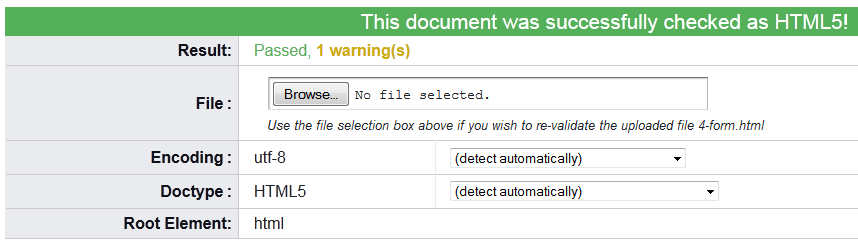 This document was successfully checked as HTML5!
Result: Passed, 1 warning(s)
File : Browse... No file selected.
Use the file selection box above if you wish to re-validate the uploaded file 4-form.html
Encoding : utf-8 (detect automatically)
Doctype : HTML5 (detect automatically)
Root Element: html